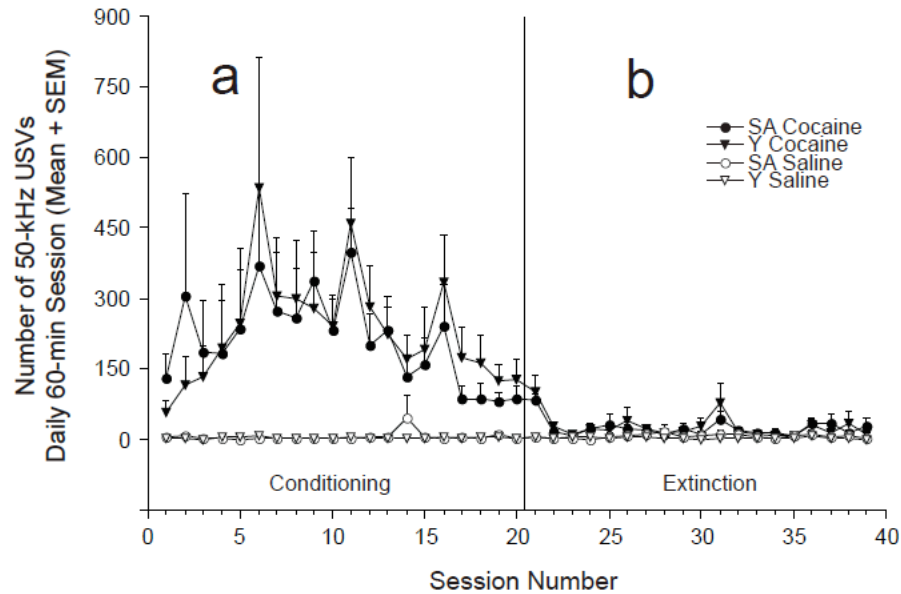 Number of 50-kHz USVs
Daily 60-min Session (Mean + SEM)
900
750
600
450
300
150
0
a
b
SA Cocaine
Y Cocaine
SA Saline
Y Saline
Conditioning
Extinction
0 5 10 15 20 25 30 35 40
Session Number